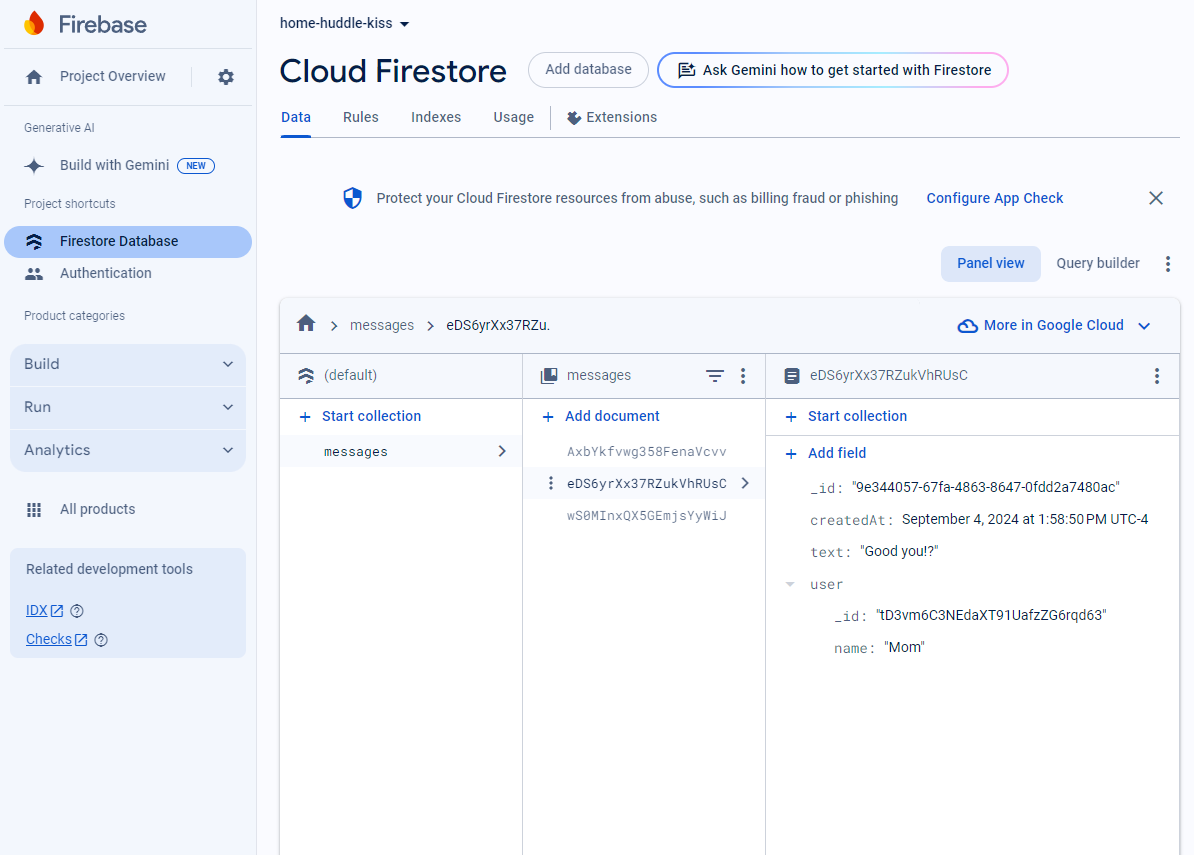 Firebase
Project Overview
Generative AI
Build with Gemini NEW
Project shortcuts
Firestore Database
Authentication
Product categories
Build
Run
Analytics
All products
Related development tools
IDX
Checks
home-huddle-kiss
Cloud Firestore
Add database
Ask Gemini how to get started with Firestore
Data Rules Indexes Usage Extensions
Protect your Cloud Firestore resources from abuse, such as billing fraud or phishing Configure App Check
Panel view Query builder
messages eDS6yrXx37RZu.
More in Google Cloud
(default)
Start collection
messages
messages
Add document
AxbYkfvwg358FenaVcvv
eDS6yrXx37RZukVhRUsC
wS0MInxQX5GEmjsYyWiJ
eDS6yrXx37RZukVhRUsC
Start collection
Add field
_id: "9e344057-67fa-4863-8647-0fdd2a7480ac"
createdAt: September 4, 2024 at 1:58:50 PM UTC-4
text: "Good you!?"
user
_id: "tD3vm6C3NEdaXT91UafzZG6rqd63"
name: "Mom"